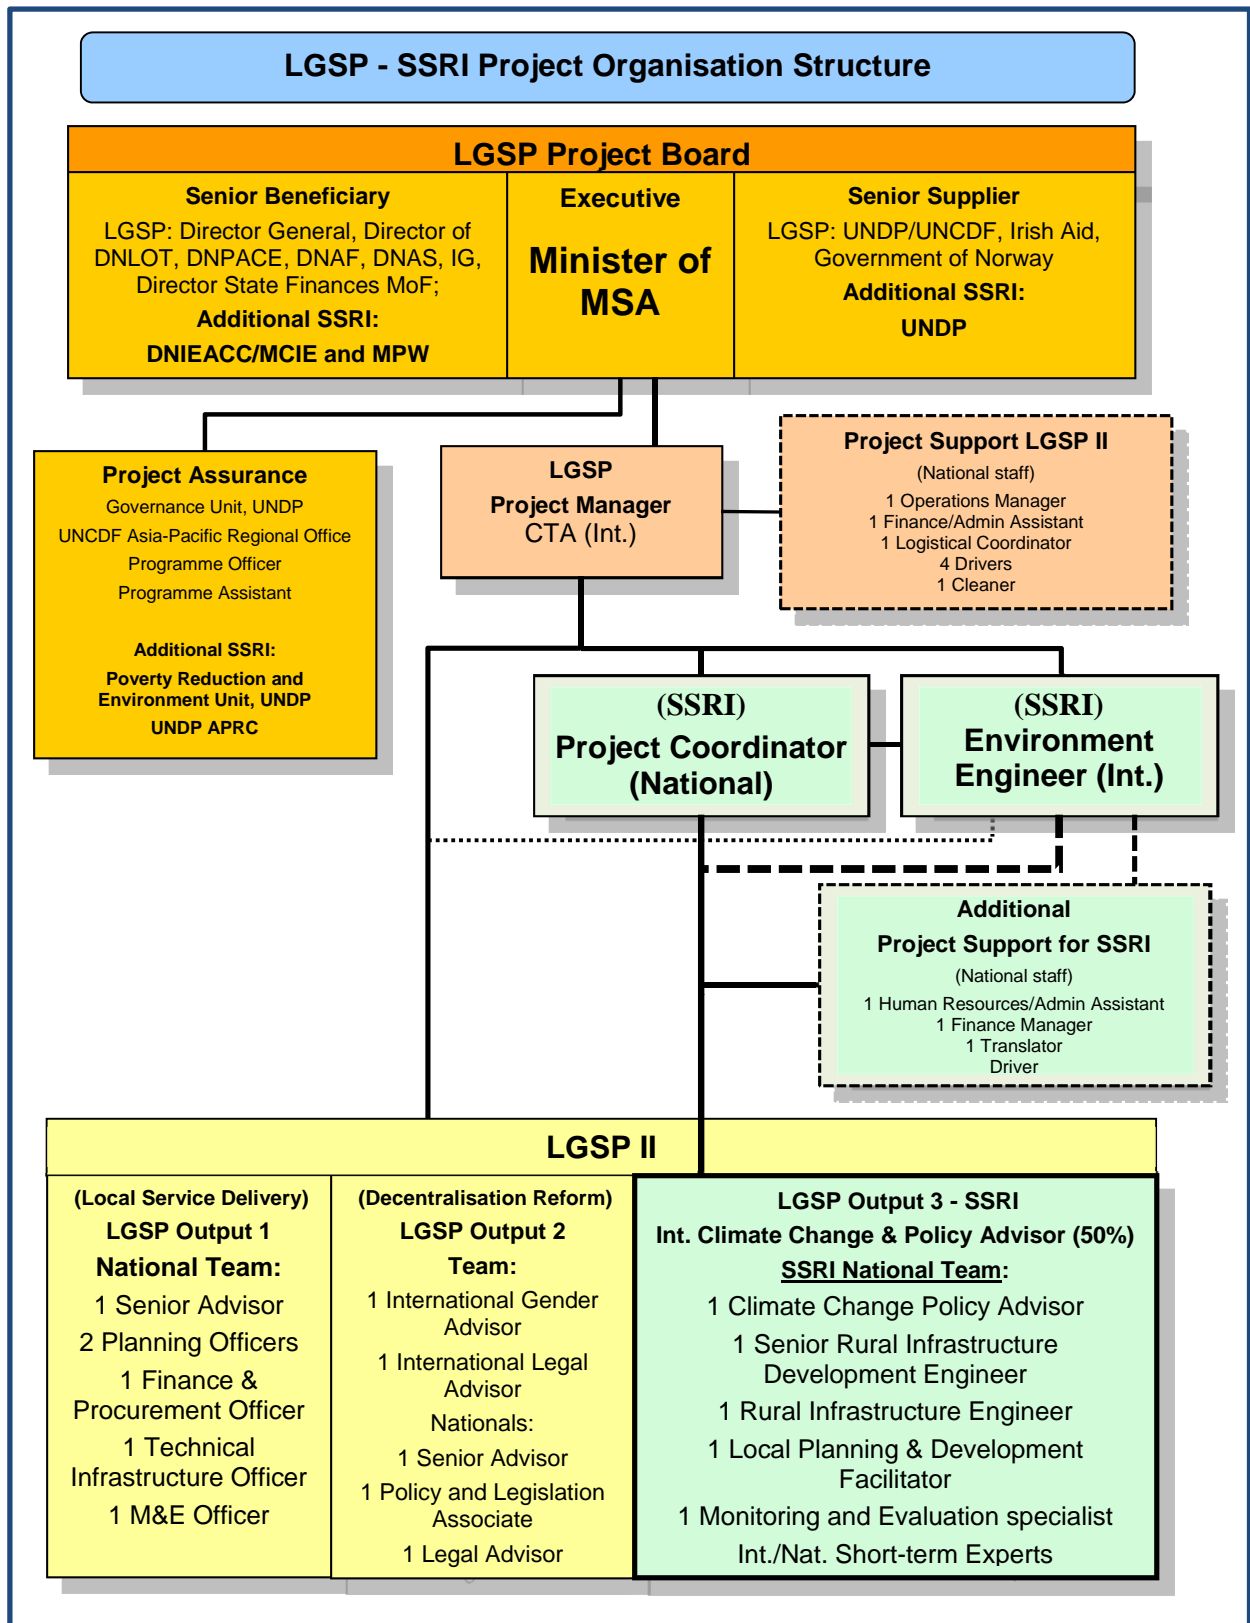 LGSP - SSRI Project Organisation Structure
LGSP Project Board
Senior Beneficiary
LGSP: Director General, Director of
DNLOT, DNPACE, DNAF, DNAS, IG,
Director State Finances MoF;
Additional SSRI:
DNIEACC/MCIE and MPW
Executive
Minister of
MSA
Senior Supplier
LGSP: UNDP/UNCDF, Irish Aid,
Government of Norway
Additional SSRI:
UNDP
Project Assurance
Governance Unit, UNDP
UNCDF Asia-Pacific Regional Office
Programme Officer
Programme Assistant
Additional SSRI:
Poverty Reduction and
Environment Unit, UNDP
UNDP APRC
LGSP
Project Manager
CTA (Int.)
Project Support LGSP II
(National staff)
1 Operations Manager
1 Finance/Admin Assistant
1 Logistical Coordinator
4 Drivers
1 Cleaner
(SSRI)
Project Coordinator
(National)
(SSRI)
Environment
Engineer (Int.)
Additional
Project Support for SSRI
(National staff)
1 Human Resources/Admin Assistant
1 Finance Manager
1 Translator
Driver
LGSP II
(Local Service Delivery)
LGSP Output 1
National Team:
1 Senior Advisor
2 Planning Officers
1 Finance &
Procurement Officer
1 Technical
Infrastructure Officer
1 M&E Officer
(Decentralisation Reform)
LGSP Output 2
Team:
1 International Gender
Advisor
1 International Legal
Advisor
Nationals:
1 Senior Advisor
1 Policy and Legislation
Associate
1 Legal Advisor
LGSP Output 3 - SSRI
Int. Climate Change & Policy Advisor (50%)
SSRI National Team:
1 Climate Change Policy Advisor
1 Senior Rural Infrastructure
Development Engineer
1 Rural Infrastructure Engineer
1 Local Planning & Development
Facilitator
1 Monitoring and Evaluation specialist
Int./Nat. Short-term Experts